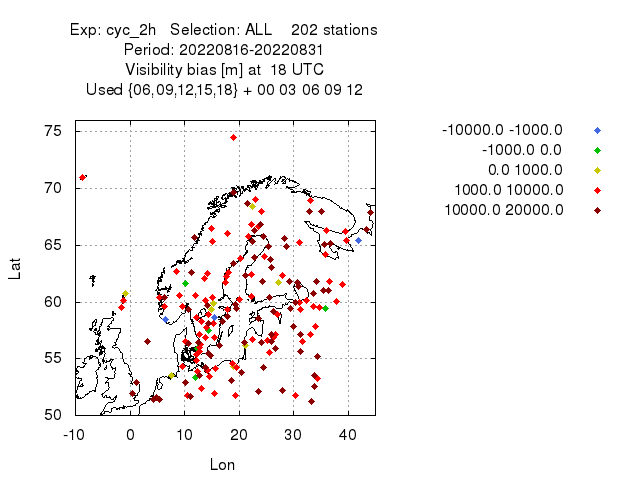 Exp: cyc_2h   Selection: ALL    202 stations
Period: 20220816-20220831
Visibility bias [m] at  18 UTC
Used {06,09,12,15,18} + 00 03 06 09 12
-10000.0 -1000.0
-1000.0 0.0
0.0 1000.0
1000.0 10000.0
10000.0 20000.0
75
70
65
60
55
50
Lat
-10 0 10 20 30 40
Lon